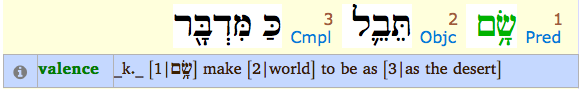 1 Pred שָׂ֥ם 2 Objc תֵּבֵ֛ל 3 Cmpl כַּ מִּדְבָּ֖ר
valence _k._ [1|שָׂ֥ם] make [2|world] to be as [3|as the desert]